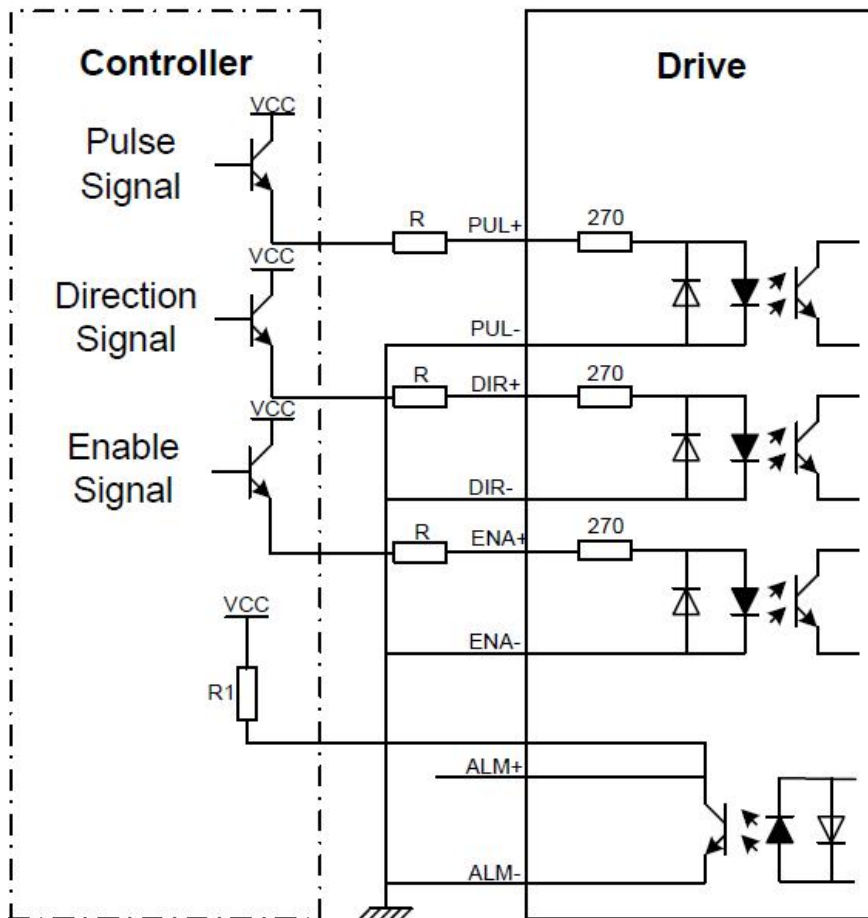 Controller
Drive
VCC
Pulse
Signal
R
PUL+
270
VCC
Direction
Signal
PUL-
R
DIR+
270
VCC
Enable
Signal
DIR-
R
ENA+
270
VCC
ENA-
R1
ALM+
ALM-